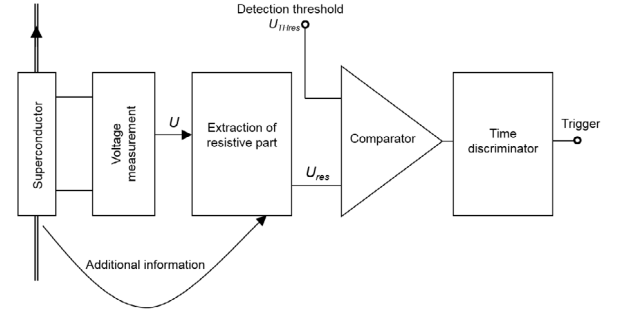 Detection threshold
U_THres
Superconductor
Voltage
measurement
U
Extraction of
resistive part
U_res
Comparator
Time
discriminator
Trigger
Additional information